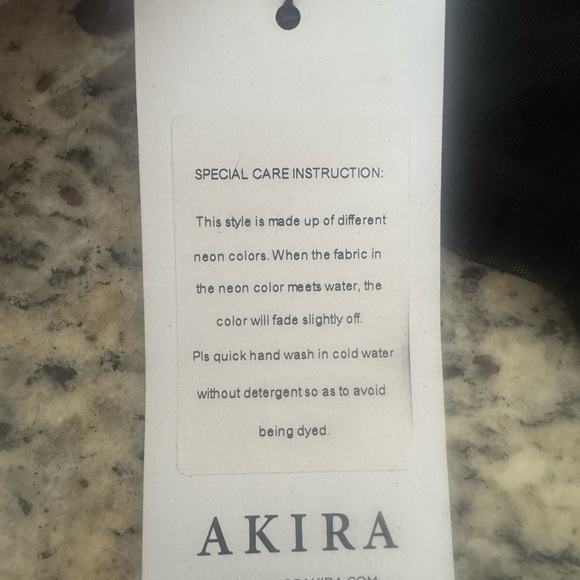 SPECIAL CARE INSTRUCTION:
This style is made up of different
neon colors. When the fabric in
the neon color meets water, the
color will fade slightly off.
Pls quick hand wash in cold water
without detergent so as to avoid
being dyed.
AKIRA